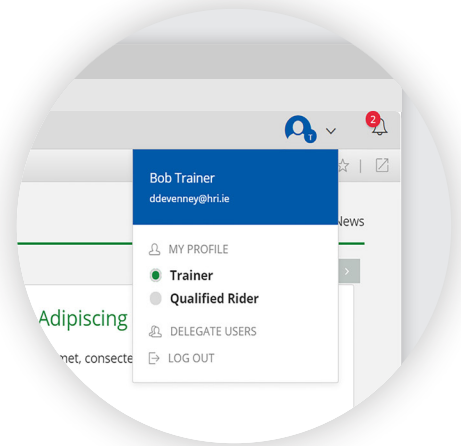 2
T
Bob Trainer
ddevenney@hri.ie
News
MY PROFILE
Trainer
Qualified Rider
Adipiscing
DELEGATE USERS
met, consecte
LOG OUT